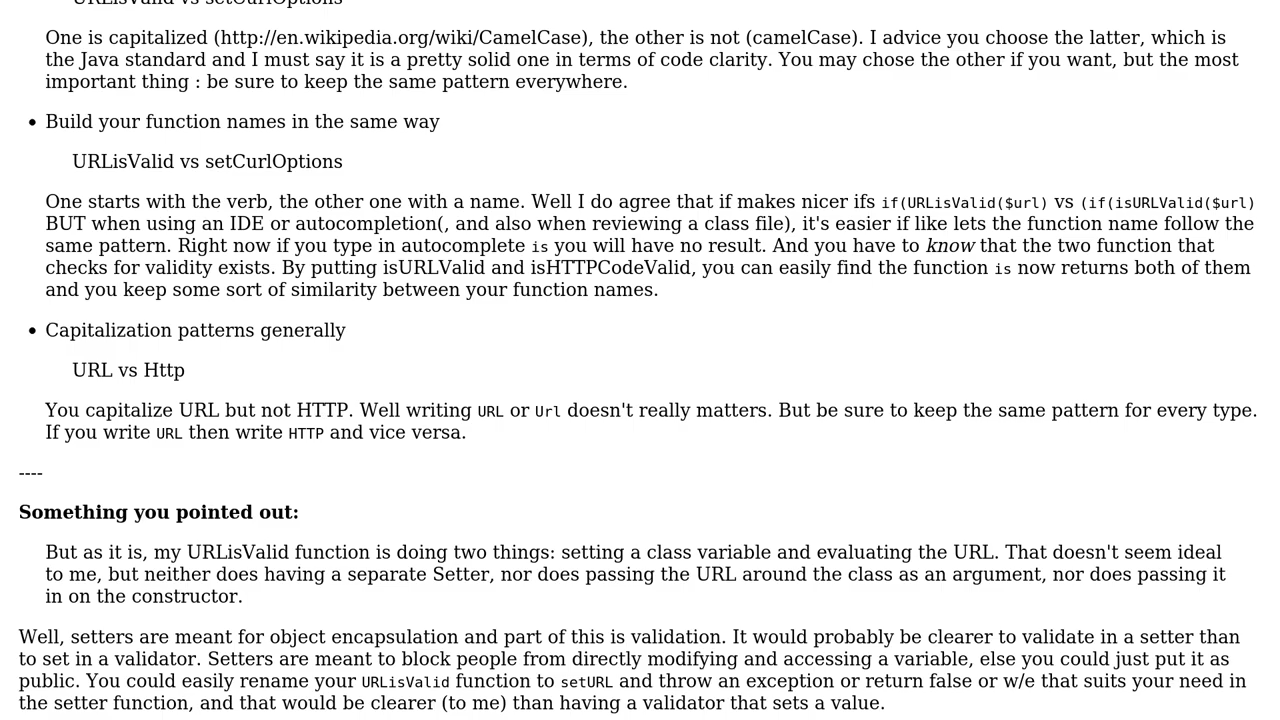 URLisValid vs setCurlOptions
One is capitalized (http://en.wikipedia.org/wiki/CamelCase), the other is not (camelCase). I advice you choose the latter, which is
the Java standard and I must say it is a pretty solid one in terms of code clarity. You may chose the other if you want, but the most
important thing : be sure to keep the same pattern everywhere.
• Build your function names in the same way
URLisValid vs setCurlOptions
One starts with the verb, the other one with a name. Well I do agree that if makes nicer ifs if(URLisValid($url) vs (if(isURLValid($url)
BUT when using an IDE or autocompletion(, and also when reviewing a class file), it's easier if like lets the function name follow the
same pattern. Right now if you type in autocomplete is you will have no result. And you have to know that the two function that
checks for validity exists. By putting isURLValid and isHTTPCodeValid, you can easily find the function is now returns both of them
and you keep some sort of similarity between your function names.
• Capitalization patterns generally
URL vs Http
You capitalize URL but not HTTP. Well writing URL or Url doesn't really matters. But be sure to keep the same pattern for every type.
If you write URL then write HTTP and vice versa.
----
Something you pointed out:
But as it is, my URLisValid function is doing two things: setting a class variable and evaluating the URL. That doesn't seem ideal
to me, but neither does having a separate Setter, nor does passing the URL around the class as an argument, nor does passing it
in on the constructor.
Well, setters are meant for object encapsulation and part of this is validation. It would probably be clearer to validate in a setter than
to set in a validator. Setters are meant to block people from directly modifying and accessing a variable, else you could just put it as
public. You could easily rename your URLisValid function to setURL and throw an exception or return false or w/e that suits your need in
the setter function, and that would be clearer (to me) than having a validator that sets a value.